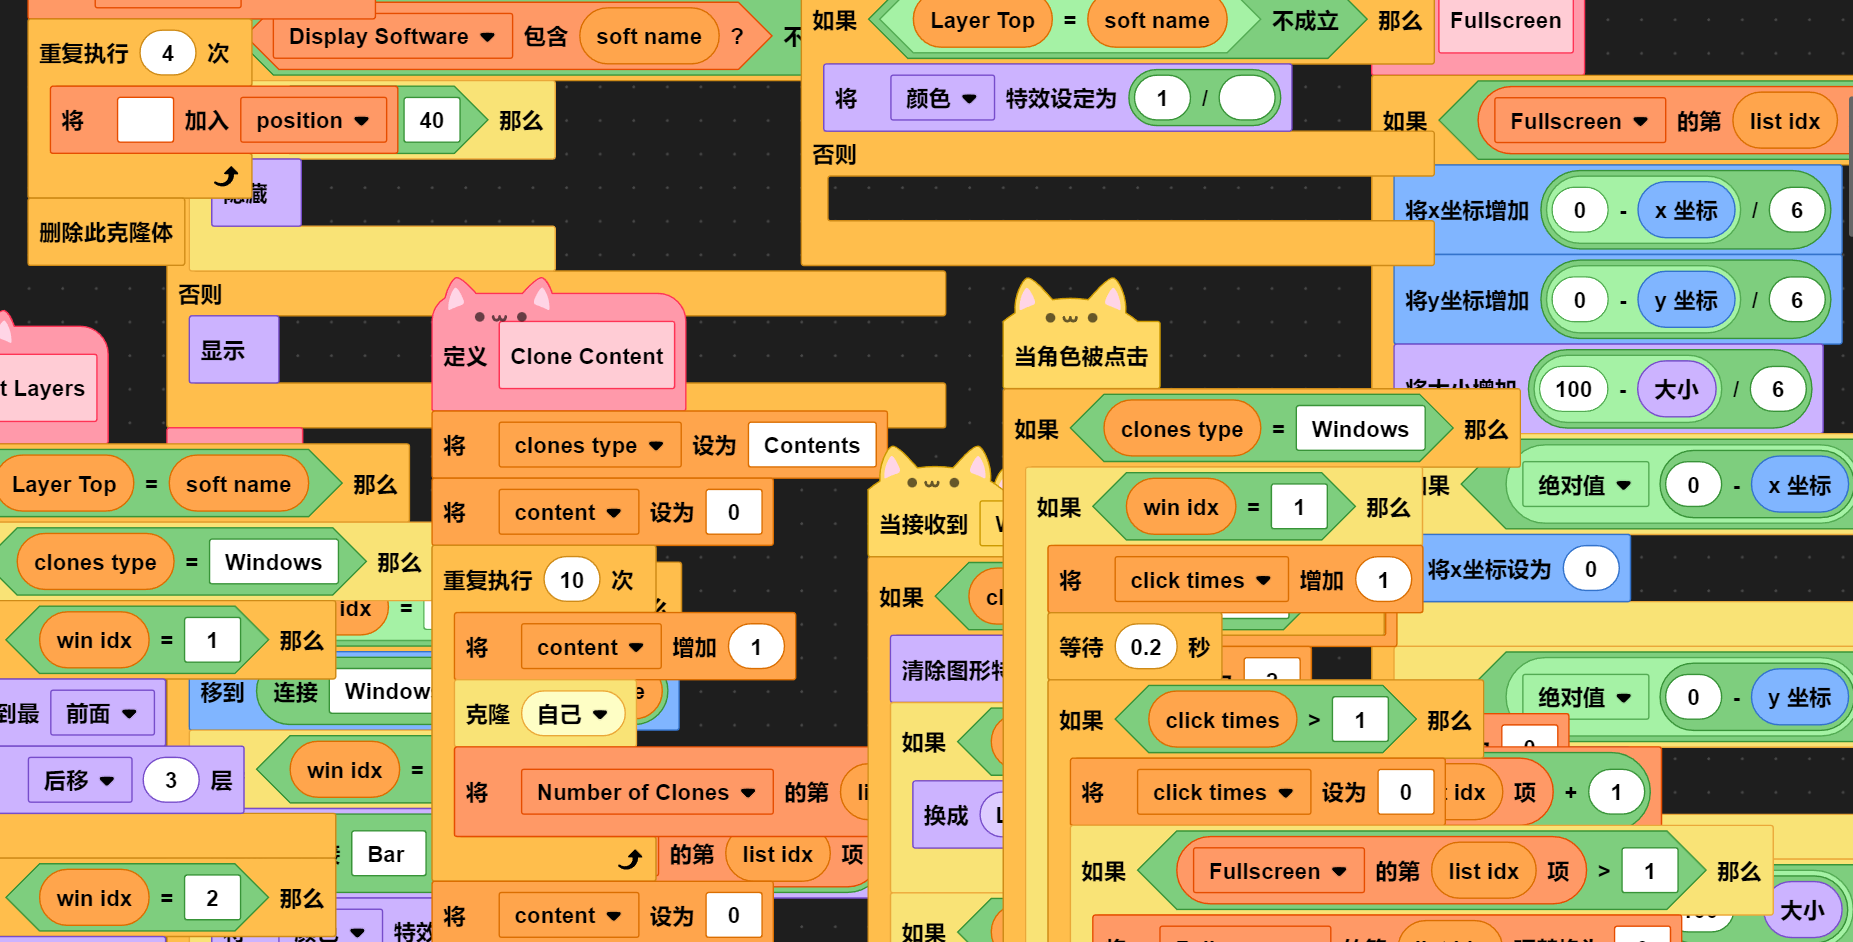 重复执行 4 次
将 加入 position
40 那么
删除此克隆体
隐藏
否则
显示
Display Software 包含 soft name ?
如果 Layer Top = soft name 不成立 那么
将 颜色 特效设定为 1 /
否则
Fullscreen
如果 Fullscreen 的第 list idx
将x坐标增加 0 - x 坐标 / 6
将y坐标增加 0 - y 坐标 / 6
将大小增加 100 - 大小 / 6
绝对值 0 - x 坐标
将x坐标设为 0
绝对值 0 - y 坐标
t Layers
Layer Top = soft name 那么
clones type = Windows 那么
win idx = 1 那么
到最 前面
后移 3 层
win idx = 2 那么
idx =
移到 连接 Window
win idx =
Bar
特效
定义 Clone Content
将 clones type 设为 Contents
将 content 设为 0
重复执行 10 次
将 content 增加 1
克隆 自己
将 Number of Clones 的第
的第 list idx 项
将 content 设为 0
当接收到
如果
清除图形特
如果
换成
如果
当角色被点击
如果 clones type = Windows 那么
如果 win idx = 1 那么
将 click times 增加 1
等待 0.2 秒
如果 click times > 1 那么
将 click times 设为 0
idx 项 + 1
如果 Fullscreen 的第 list idx 项 > 1 那么
大小